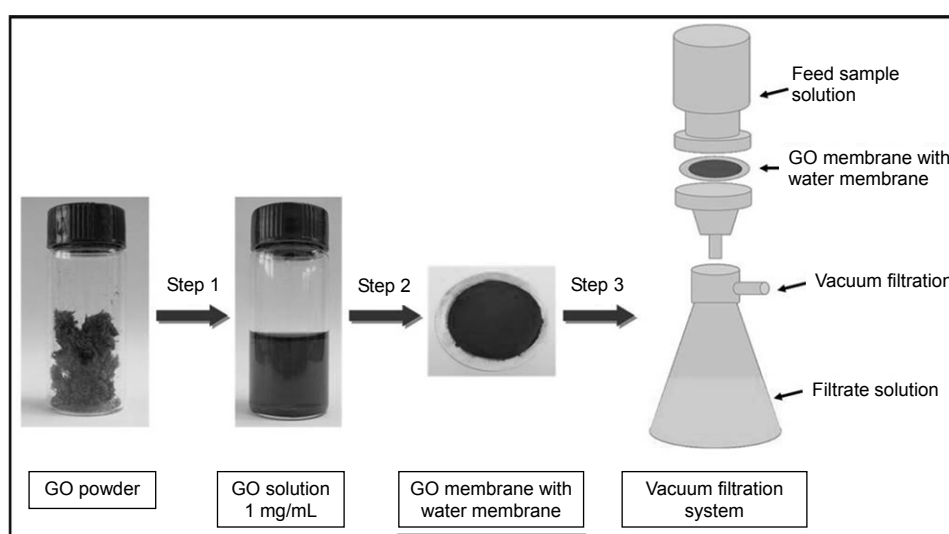 Feed sample
solution
GO membrane with
water membrane
Step 1
Step 2
Step 3
Vacuum filtration
Filtrate solution
GO powder
GO solution
1 mg/mL
GO membrane with
water membrane
Vacuum filtration
system